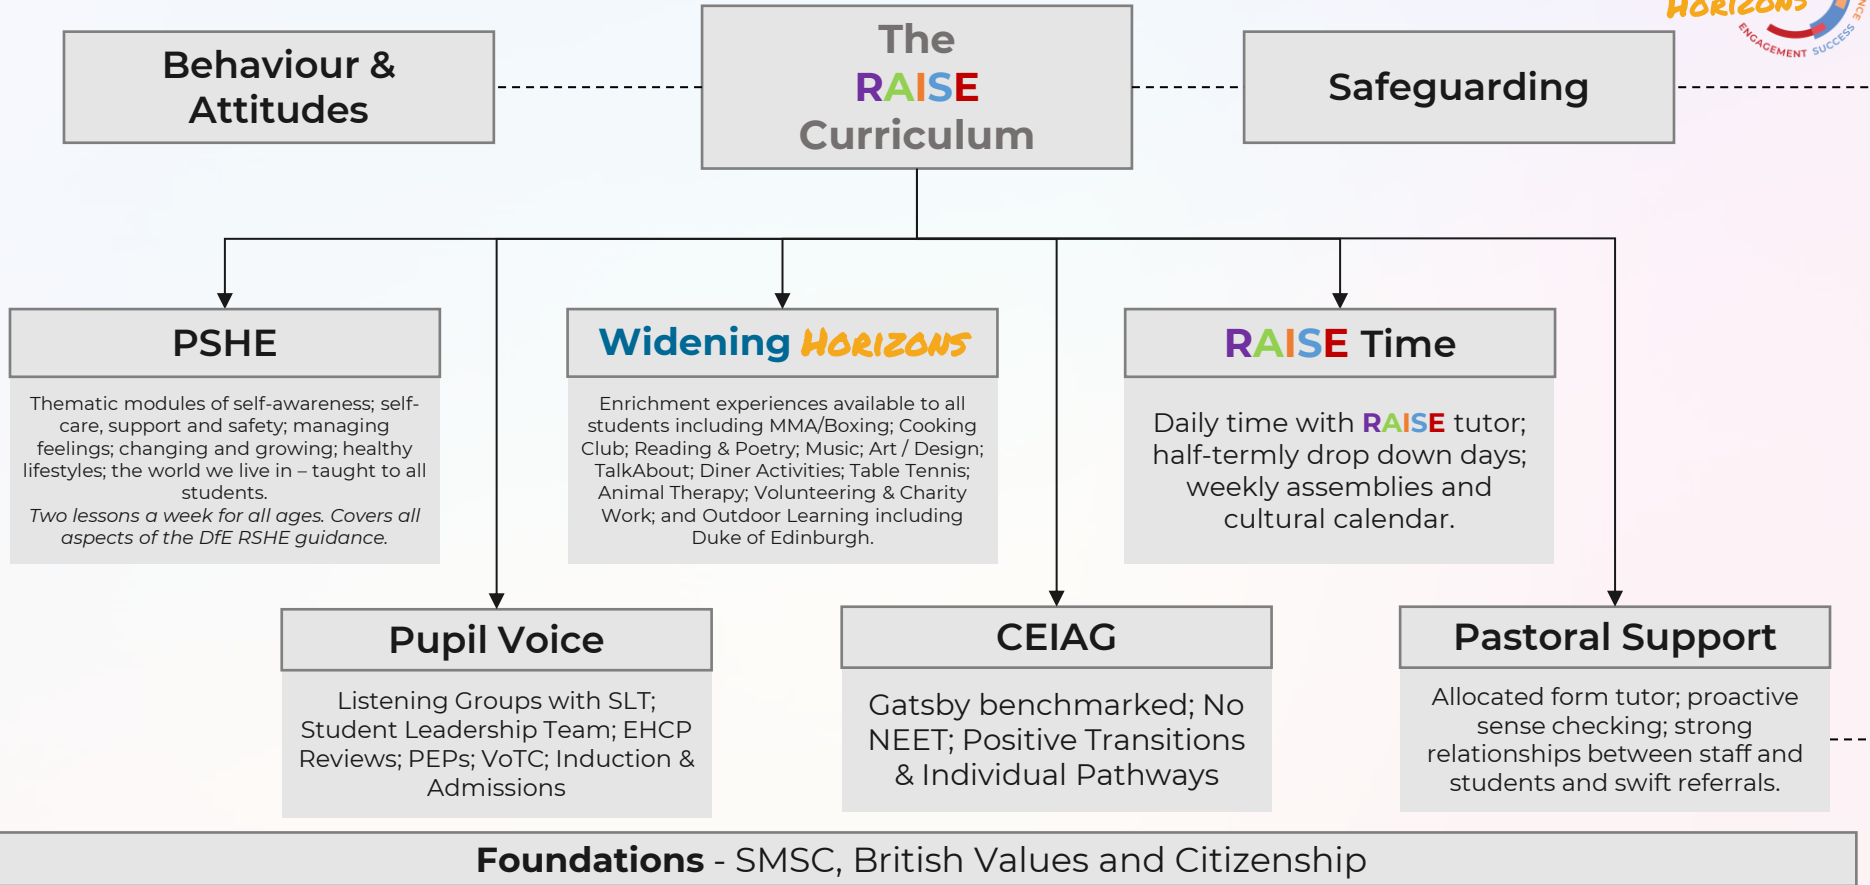 HORIZONS
ENGAGEMENT SUCCESS
Behaviour &
Attitudes
The
RAISE
Curriculum
Safeguarding
PSHE
Thematic modules of self-awareness; self-
care, support and safety; managing
feelings; changing and growing; healthy
lifestyles; the world we live in – taught to all
students.
Two lessons a week for all ages. Covers all
aspects of the DfE RSHE guidance.
Widening HORIZONS
Enrichment experiences available to all
students including MMA/Boxing; Cooking
Club; Reading & Poetry; Music; Art / Design;
TalkAbout; Diner Activities; Table Tennis;
Animal Therapy; Volunteering & Charity
Work; and Outdoor Learning including
Duke of Edinburgh.
RAISE Time
Daily time with RAISE tutor;
half-termly drop down days;
weekly assemblies and
cultural calendar.
Pupil Voice
Listening Groups with SLT;
Student Leadership Team; EHCP
Reviews; PEPs; VoTC; Induction &
Admissions
CEIAG
Gatsby benchmarked; No
NEET; Positive Transitions
& Individual Pathways
Pastoral Support
Allocated form tutor; proactive
sense checking; strong
relationships between staff and
students and swift referrals.
Foundations - SMSC, British Values and Citizenship